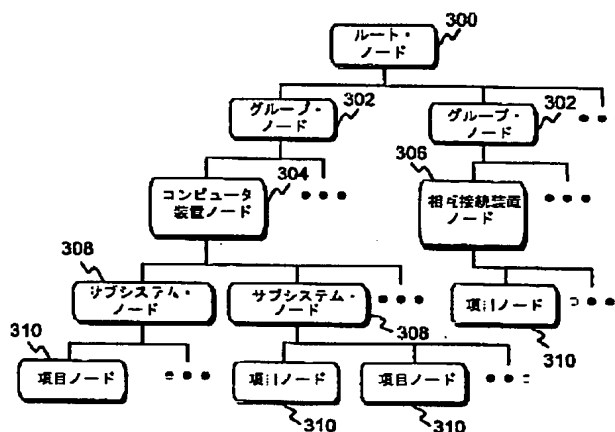 300
ルート・
ノード
302
グループ・
ノード
302
グループ・
ノード
304
コンピュータ
装置ノード
306
相互接続装置
ノード
308
サブシステム・
ノード
サブシステム・
ノード
308
項目ノード
310
310
項目ノード
項目ノード
310
項目ノード
310